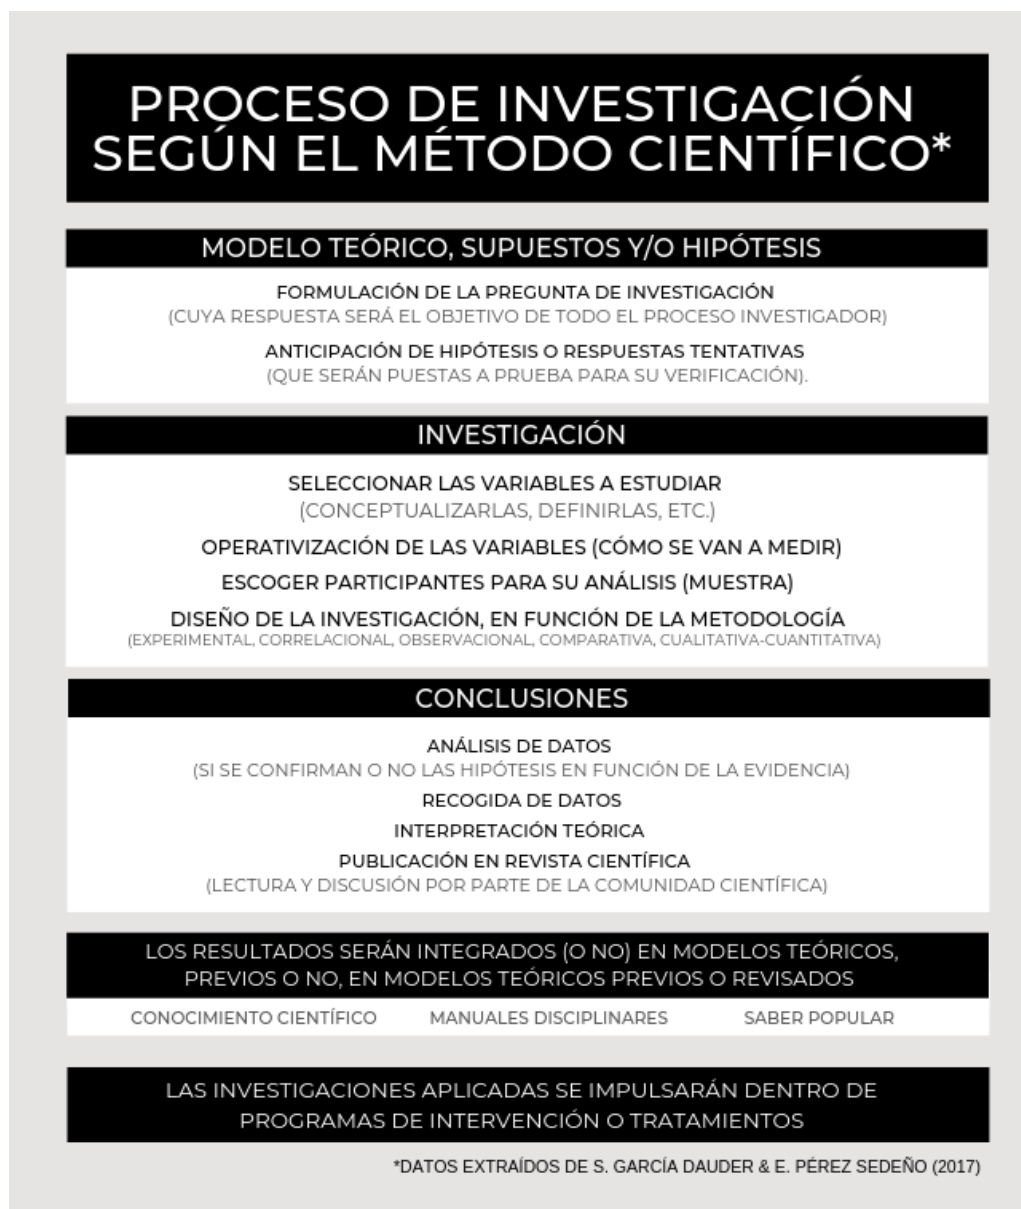 PROCESO DE INVESTIGACIÓN
SEGÚN EL MÉTODO CIENTÍFICO*
MODELO TEÓRICO, SUPUESTOS Y/O HIPÓTESIS
FORMULACIÓN DE LA PREGUNTA DE INVESTIGACIÓN
(CUYA RESPUESTA SERÁ EL OBJETIVO DE TODO EL PROCESO INVESTIGADOR)
ANTICIPACIÓN DE HIPÓTESIS O RESPUESTAS TENTATIVAS
(QUE SERÁN PUESTAS A PRUEBA PARA SU VERIFICACIÓN).
INVESTIGACIÓN
SELECCIONAR LAS VARIABLES A ESTUDIAR
(CONCEPTUALIZARLAS, DEFINIRLAS, ETC.)
OPERATIVIZACIÓN DE LAS VARIABLES (CÓMO SE VAN A MEDIR)
ESCOGER PARTICIPANTES PARA SU ANÁLISIS (MUESTRA)
DISEÑO DE LA INVESTIGACIÓN, EN FUNCIÓN DE LA METODOLOGÍA
(EXPERIMENTAL, CORRELACIONAL, OBSERVACIONAL, COMPARATIVA, CUALITATIVA-CUANTITATIVA)
CONCLUSIONES
ANÁLISIS DE DATOS
(SI SE CONFIRMAN O NO LAS HIPÓTESIS EN FUNCIÓN DE LA EVIDENCIA)
RECOGIDA DE DATOS
INTERPRETACIÓN TEÓRICA
PUBLICACIÓN EN REVISTA CIENTÍFICA
(LECTURA Y DISCUSIÓN POR PARTE DE LA COMUNIDAD CIENTÍFICA)
LOS RESULTADOS SERÁN INTEGRADOS (O NO) EN MODELOS TEÓRICOS,
PREVIOS O NO, EN MODELOS TEÓRICOS PREVIOS O REVISADOS
CONOCIMIENTO CIENTÍFICO MANUALES DISCIPLINARES SABER POPULAR
LAS INVESTIGACIONES APLICADAS SE IMPULSARÁN DENTRO DE
PROGRAMAS DE INTERVENCIÓN O TRATAMIENTOS
*DATOS EXTRAÍDOS DE S. GARCÍA DAUDER & E. PÉREZ SEDEÑO (2017)